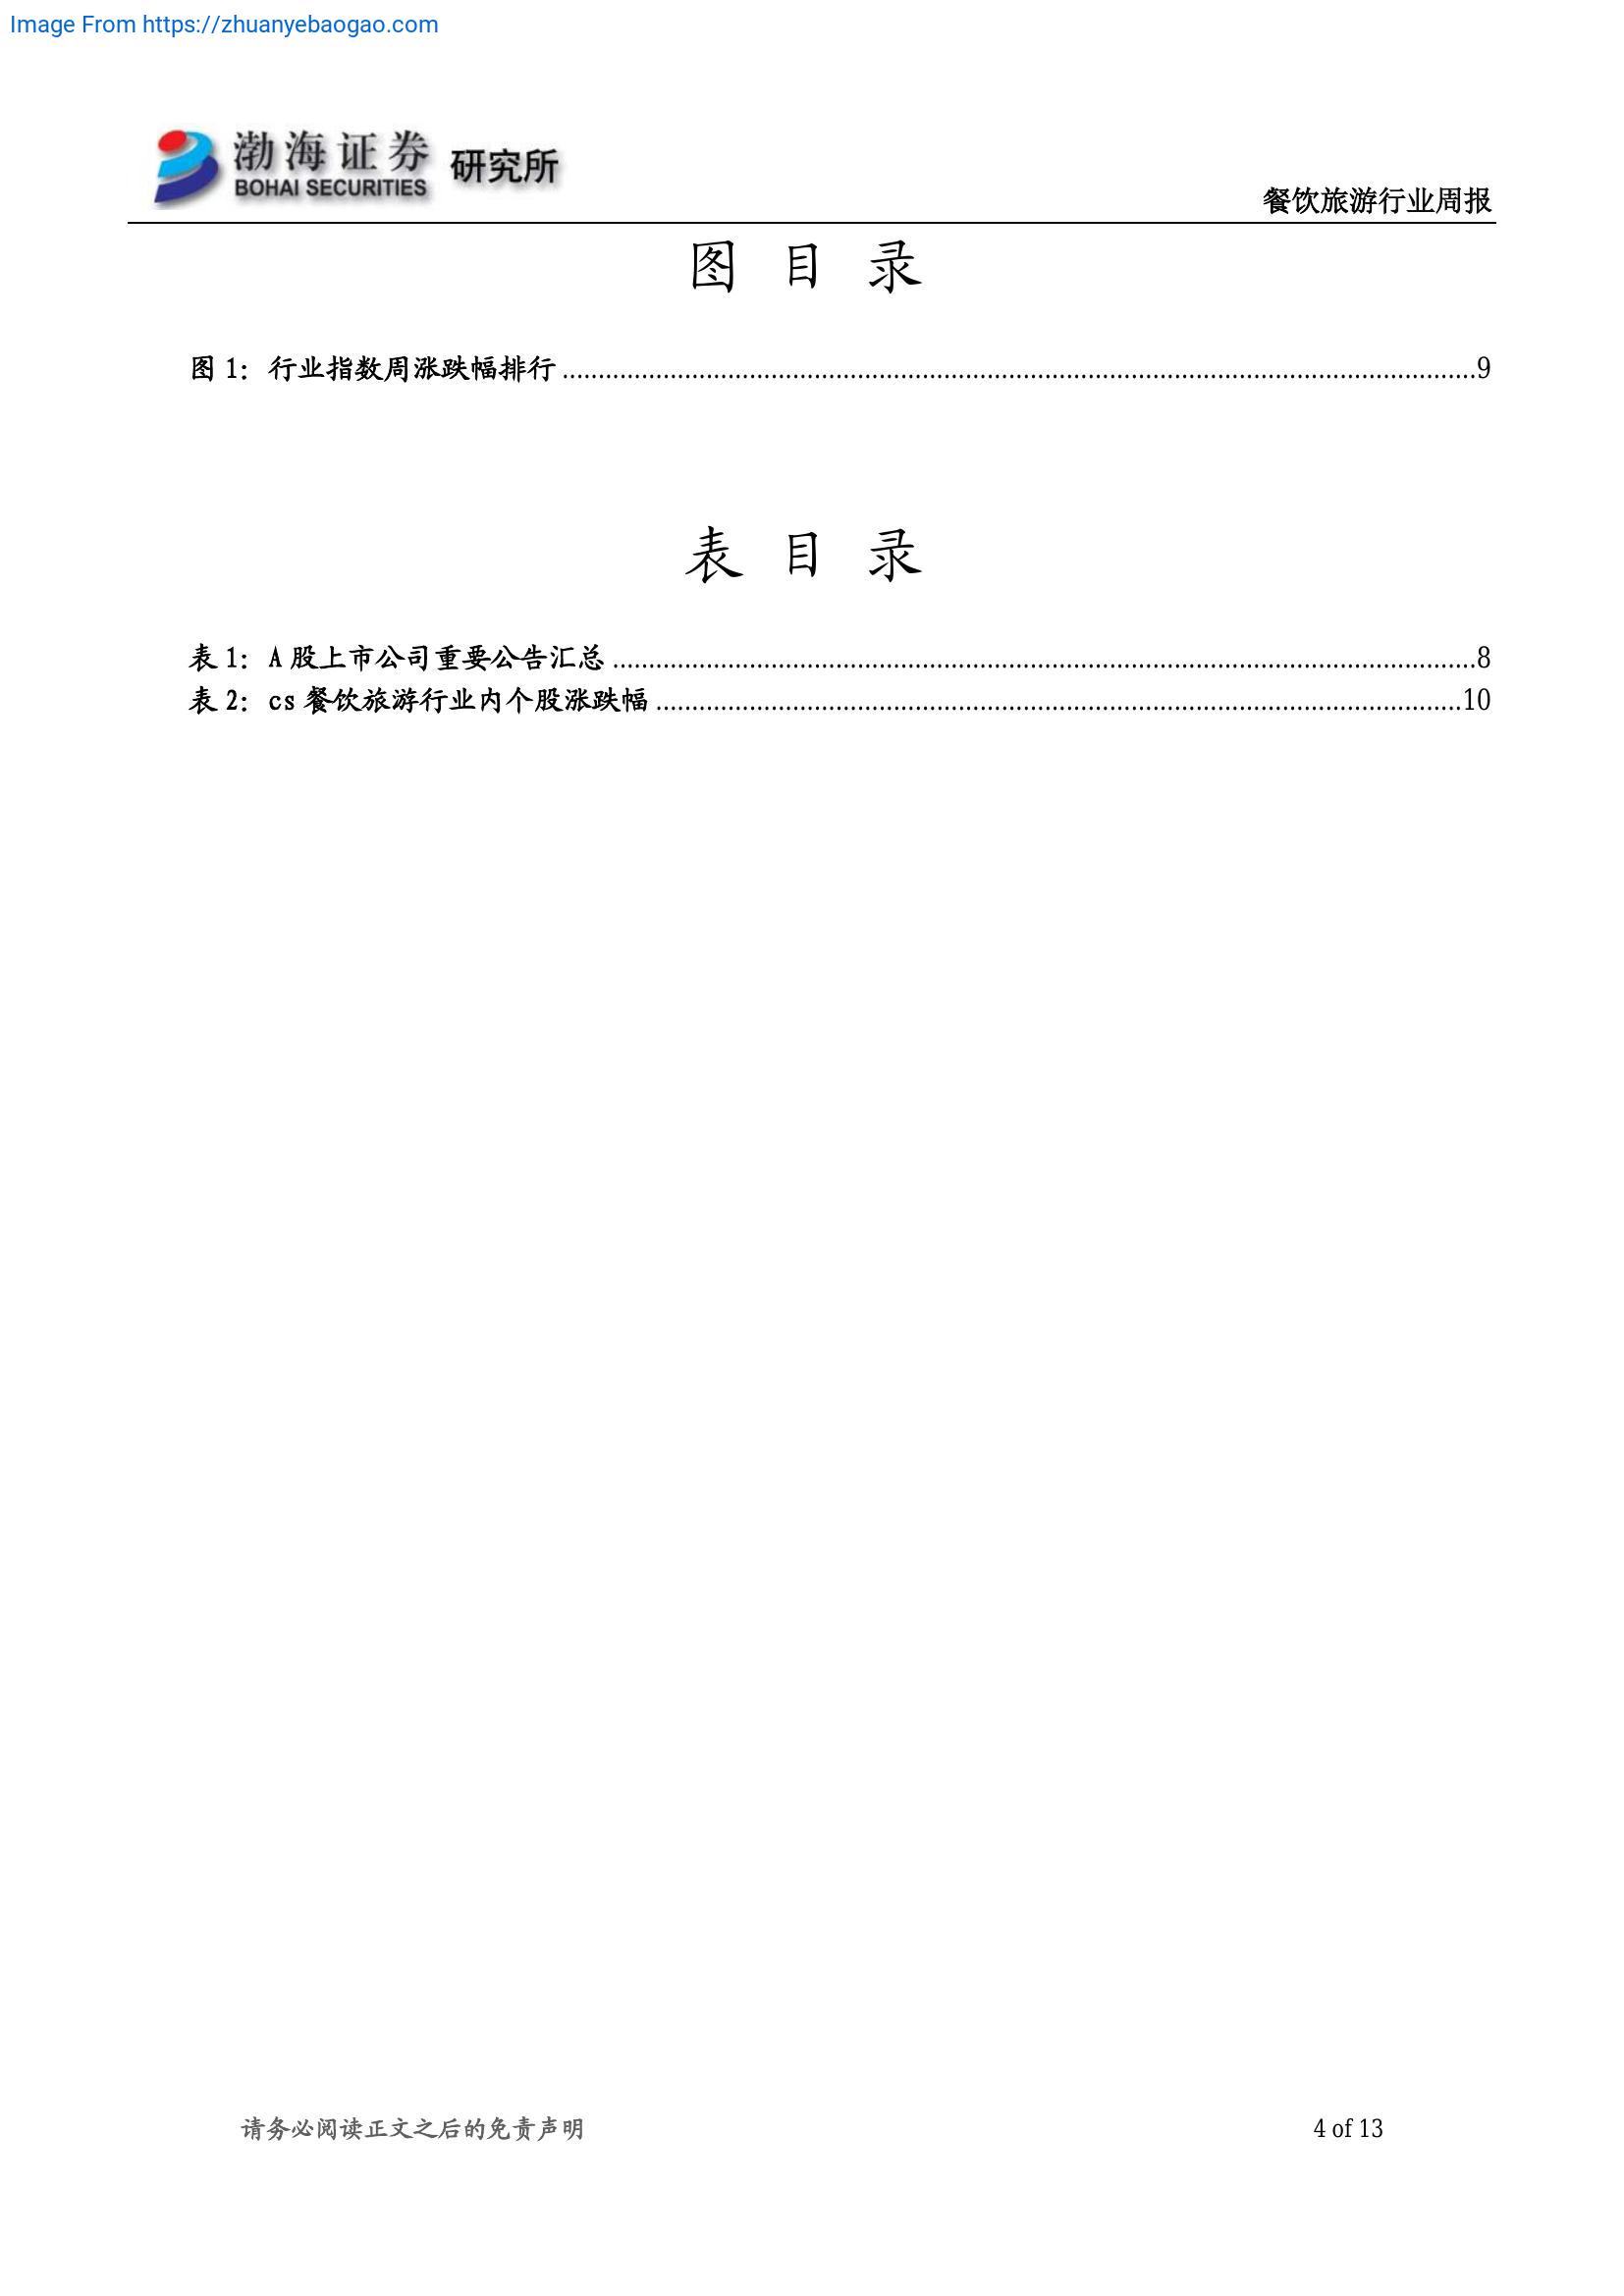 Image From https://zhuanyebaogao.com
渤海证券 研究所
BOHAI SECURITIES
餐饮旅游行业周报
图 目 录
图 1：行业指数周涨跌幅排行................................................................................................................................9
表 目 录
表 1：A 股上市公司重要公告汇总.........................................................................................................................8
表 2：cs 餐饮旅游行业内个股涨跌幅.................................................................................................................10
请务必阅读正文之后的免责声明
4 of 13